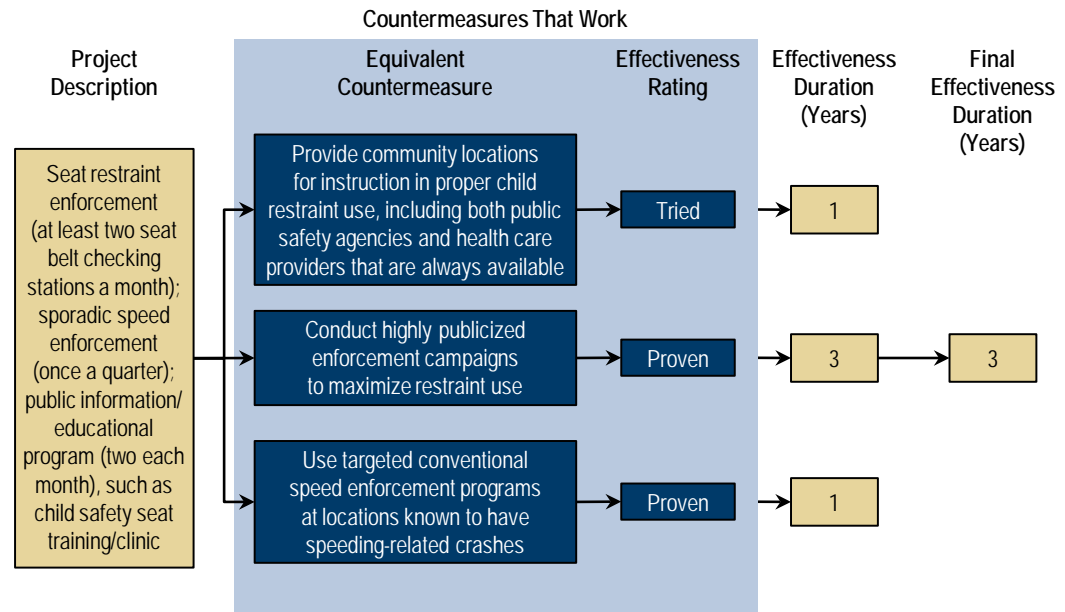 Countermeasures That Work
Project
Description
Equivalent
Countermeasure
Effectiveness
Rating
Effectiveness
Duration
(Years)
Final
Effectiveness
Duration
(Years)
Seat restraint
enforcement
(at least two seat
belt checking
stations a month);
sporadic speed
enforcement
(once a quarter);
public information/
educational
program (two each
month), such as
child safety seat
training/clinic
Provide community locations
for instruction in proper child
restraint use, including both public
safety agencies and health care
providers that are always available
Tried
1
Conduct highly publicized
enforcement campaigns
to maximize restraint use
Proven
3
3
Use targeted conventional
speed enforcement programs
at locations known to have
speeding-related crashes
Proven
1